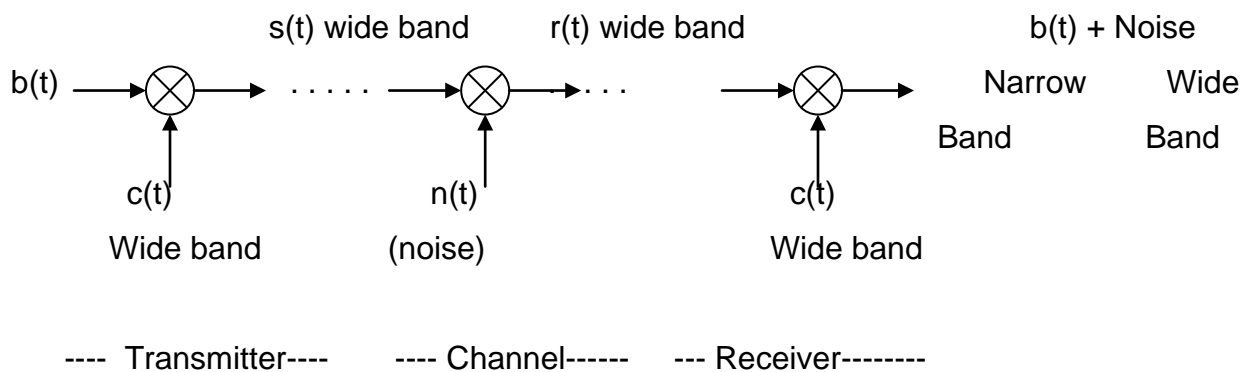 s(t) wide band r(t) wide band b(t) + Noise
b(t) . . . . . . . . Narrow Wide
Band Band
c(t) n(t) c(t)
Wide band (noise) Wide band
---- Transmitter---- ---- Channel------ --- Receiver--------